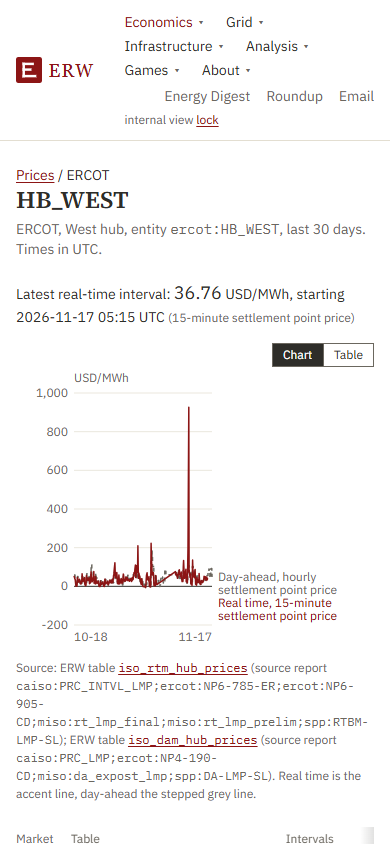 Economics ▾ Grid ▾
Infrastructure ▾ Analysis ▾
E ERW
Games ▾ About ▾
Energy Digest Roundup Email
internal view lock
Prices / ERCOT
HB_WEST
ERCOT, West hub, entity ercot:HB_WEST, last 30 days.
Times in UTC.
Latest real-time interval: 36.76 USD/MWh, starting
2026-11-17 05:15 UTC (15-minute settlement point price)
Chart Table
USD/MWh
1,000
800
600
400
200
0
-200
10-18 11-17
Day-ahead, hourly
settlement point price
Real time, 15-minute
settlement point price
Source: ERW table iso_rtm_hub_prices (source report
caiso:PRC_INTVL_LMP;ercot:NP6-785-ER;ercot:NP6-
905-
CD;miso:rt_lmp_final;miso:rt_lmp_prelim;spp:RTBM-
LMP-SL); ERW table iso_dam_hub_prices (source report
caiso:PRC_LMP;ercot:NP4-190-
CD;miso:da_expost_lmp;spp:DA-LMP-SL). Real time is the
accent line, day-ahead the stepped grey line.
Market Table Intervals